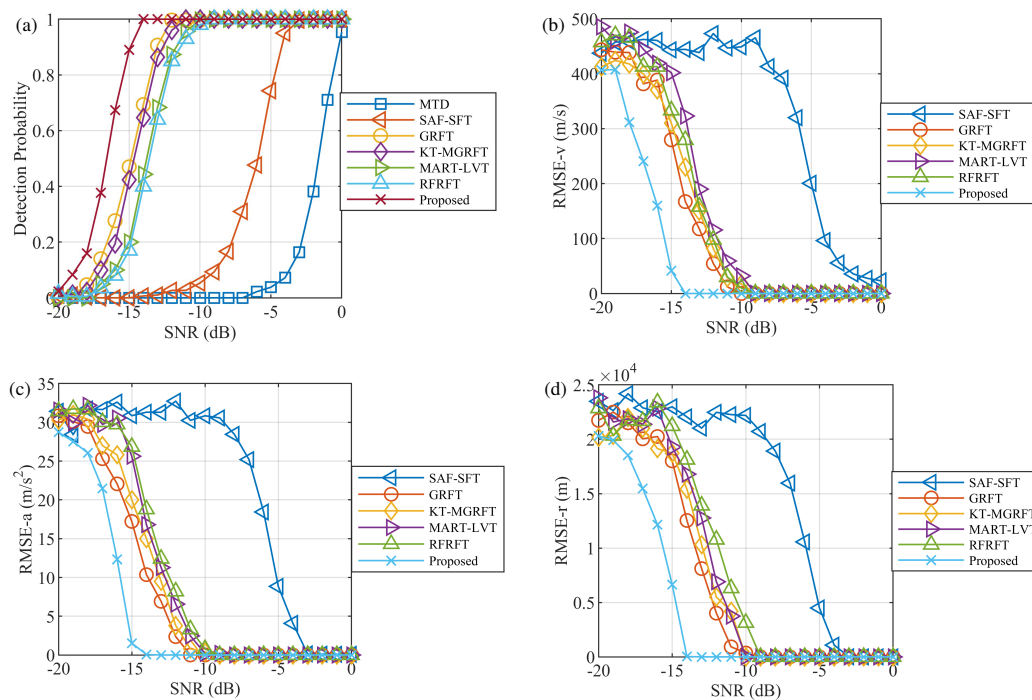 (a)
1
0.8
0.6
0.4
0.2
0
Detection Probability
-20
-15
-10
-5
0
SNR (dB)
MTD
SAF-SFT
GRFT
KT-MGRFT
MART-LVT
RFRFT
Proposed
(b)
500
400
300
200
100
0
RMSE-v (m/s)
-20
-15
-10
-5
0
SNR (dB)
SAF-SFT
GRFT
KT-MGRFT
MART-LVT
RFRFT
Proposed
(c)
35
30
25
20
15
10
5
0
RMSE-a (m/s²)
-20
-15
-10
-5
0
SNR (dB)
SAF-SFT
GRFT
KT-MGRFT
MART-LVT
RFRFT
Proposed
(d)
×10⁴
2.5
2.0
1.5
1.0
0.5
0
RMSE-r (m)
-20
-15
-10
-5
0
SNR (dB)
SAF-SFT
GRFT
KT-MGRFT
MART-LVT
RFRFT
Proposed